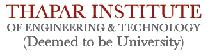 THAPAR INSTITUTE
OF ENGINEERING & TECHNOLOGY
(Deemed to be University)